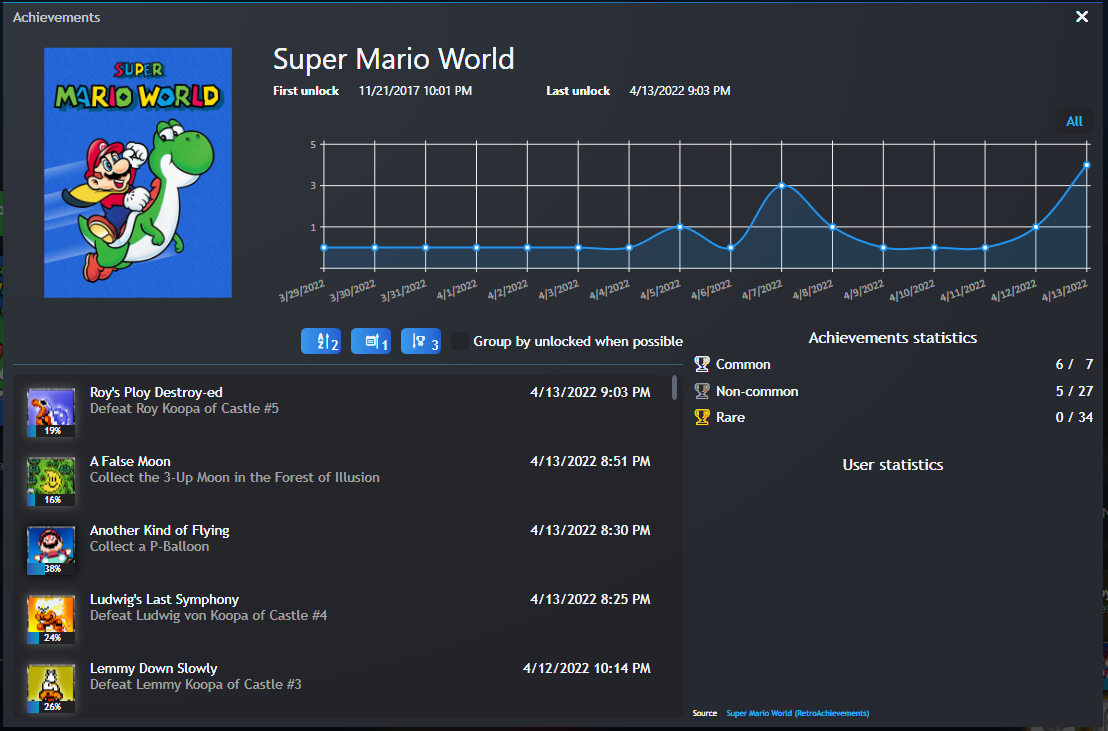 Achievements
SUPER
MARIO WORLD
Super Mario World
First unlock 11/21/2017 10:01 PM Last unlock 4/13/2022 9:03 PM
All
5
3
1
3/29/2022 3/30/2022 3/31/2022 4/1/2022 4/2/2022 4/3/2022 4/4/2022 4/5/2022 4/6/2022 4/7/2022 4/8/2022 4/9/2022 4/10/2022 4/11/2022 4/12/2022 4/13/2022
2 1 3 Group by unlocked when possible
Roy's Ploy Destroy-ed 4/13/2022 9:03 PM
Defeat Roy Koopa of Castle #5
19%
A False Moon 4/13/2022 8:51 PM
Collect the 3-Up Moon in the Forest of Illusion
16%
Another Kind of Flying 4/13/2022 8:30 PM
Collect a P-Balloon
38%
Ludwig's Last Symphony 4/13/2022 8:25 PM
Defeat Ludwig von Koopa of Castle #4
24%
Lemmy Down Slowly 4/12/2022 10:14 PM
Defeat Lemmy Koopa of Castle #3
26%
Achievements statistics
Common 6 / 7
Non-common 5 / 27
Rare 0 / 34
User statistics
Source Super Mario World (RetroAchievements)